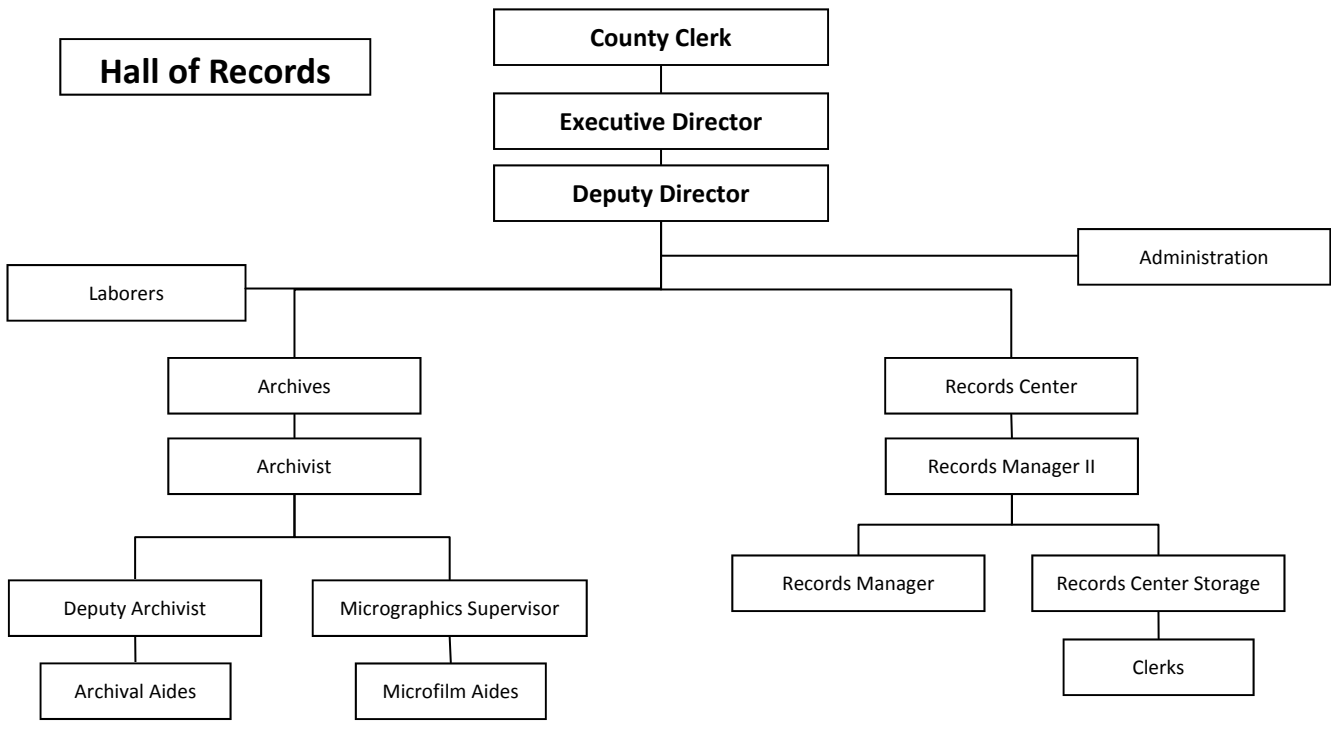 County Clerk
Hall of Records
Executive Director
Deputy Director
Administration
Laborers
Archives
Records Center
Archivist
Records Manager II
Records Manager
Records Center Storage
Deputy Archivist
Micrographics Supervisor
Clerks
Archival Aides
Microfilm Aides